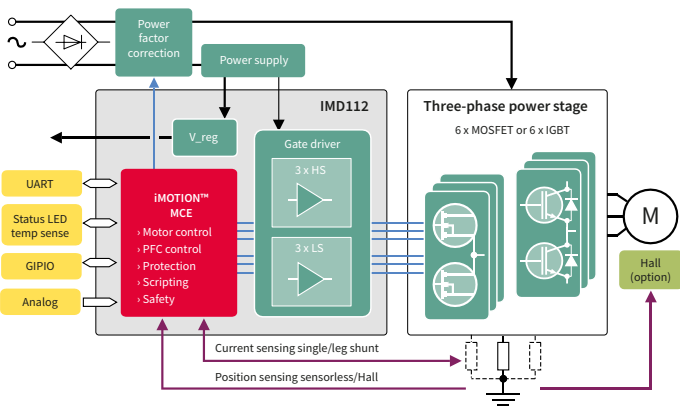 Power
factor
correction
Power supply
IMD112
Three-phase power stage
6 x MOSFET or 6 x IGBT
V_reg
Gate driver
3 x HS
3 x LS
UART
Status LED
temp sense
GIPIO
Analog
iMOTION™
MCE
› Motor control
› PFC control
› Protection
› Scripting
› Safety
M
Hall
(option)
Current sensing single/leg shunt
Position sensing sensorless/Hall